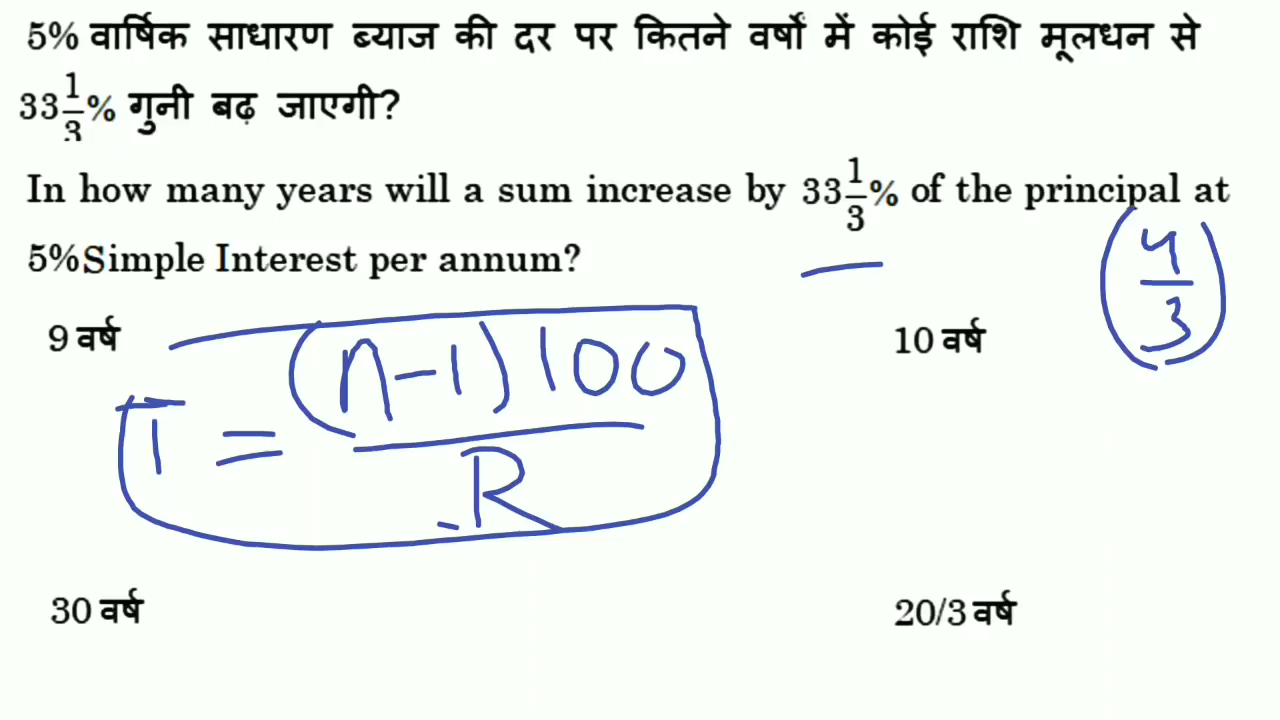 5% वार्षिक साधारण ब्याज की दर पर कितने वर्षों में कोई राशि मूलधन से
33 1/3 % गुनी बढ़ जाएगी?
In how many years will a sum increase by 33 1/3 % of the principal at
5%Simple Interest per annum?
4/3
9 वर्ष
10 वर्ष
T = (n-1)100 / R
30 वर्ष
20/3 वर्ष